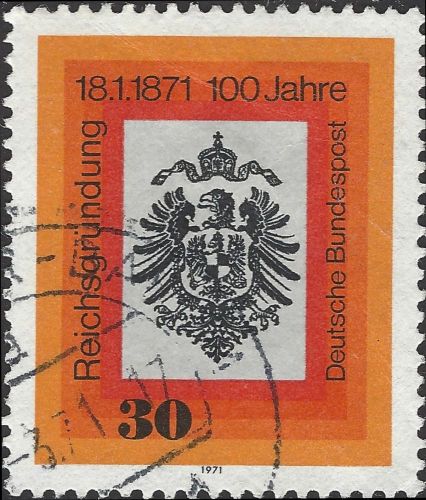 18.1.1871 100 Jahre
Reichsgründung
Deutsche Bundespost
30
1971